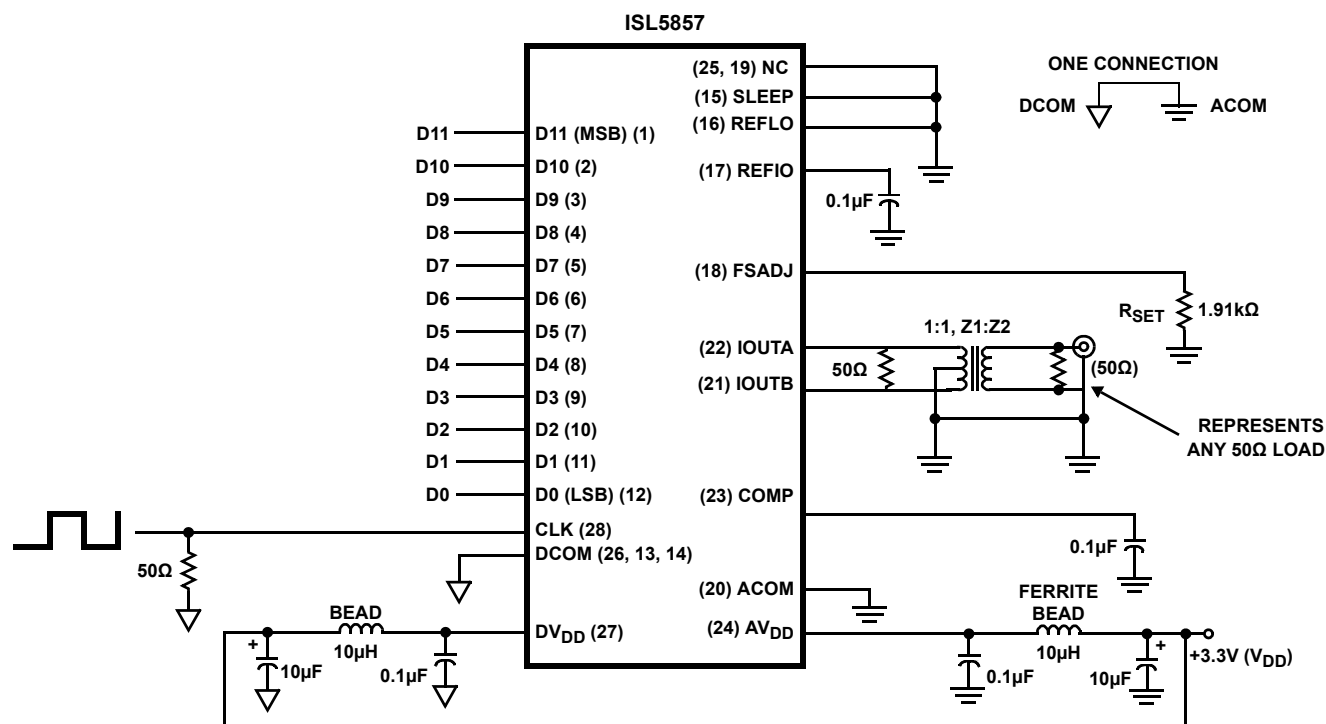 ISL5857
(25, 19) NC
(15) SLEEP
(16) REFLO
(17) REFIO
0.1µF
ONE CONNECTION
DCOM
ACOM
D11
D11 (MSB) (1)
D10
D10 (2)
D9
D9 (3)
D8
D8 (4)
D7
D7 (5)
D6
D6 (6)
D5
D5 (7)
D4
D4 (8)
D3
D3 (9)
D2
D2 (10)
D1
D1 (11)
D0
D0 (LSB) (12)
CLK (28)
50Ω
DCOM (26, 13, 14)
(18) FSADJ
RSET
1.91kΩ
1:1, Z1:Z2
(22) IOUTA
50Ω
(21) IOUTB
(50Ω)
REPRESENTS
ANY 50Ω LOAD
(23) COMP
0.1µF
(20) ACOM
BEAD
10µH
+
10µF
0.1µF
DVDD (27)
(24) AVDD
FERRITE
BEAD
10µH
0.1µF
+
10µF
+3.3V (VDD)